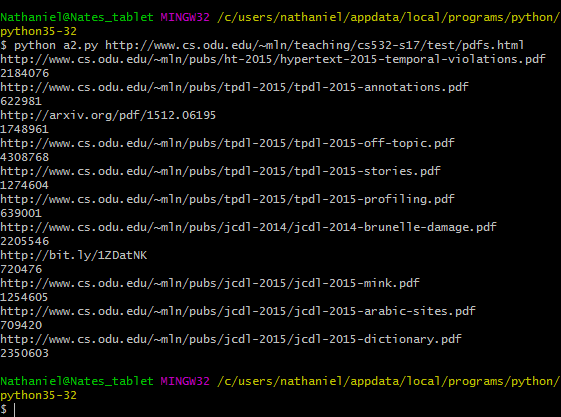 Nathaniel@Nates_tablet MINGW32 /c/users/nathaniel/appdata/local/programs/python/
python35-32
$ python a2.py http://www.cs.odu.edu/~mln/teaching/cs532-s17/test/pdfs.html
http://www.cs.odu.edu/~mln/pubs/ht-2015/hypertext-2015-temporal-violations.pdf
2184076
http://www.cs.odu.edu/~mln/pubs/tpdl-2015/tpdl-2015-annotations.pdf
622981
http://arxiv.org/pdf/1512.06195
1748961
http://www.cs.odu.edu/~mln/pubs/tpdl-2015/tpdl-2015-off-topic.pdf
4308768
http://www.cs.odu.edu/~mln/pubs/tpdl-2015/tpdl-2015-stories.pdf
1274604
http://www.cs.odu.edu/~mln/pubs/tpdl-2015/tpdl-2015-profiling.pdf
639001
http://www.cs.odu.edu/~mln/pubs/jcdl-2014/jcdl-2014-brunelle-damage.pdf
2205546
http://bit.ly/1ZDatNK
720476
http://www.cs.odu.edu/~mln/pubs/jcdl-2015/jcdl-2015-mink.pdf
1254605
http://www.cs.odu.edu/~mln/pubs/jcdl-2015/jcdl-2015-arabic-sites.pdf
709420
http://www.cs.odu.edu/~mln/pubs/jcdl-2015/jcdl-2015-dictionary.pdf
2350603
Nathaniel@Nates_tablet MINGW32 /c/users/nathaniel/appdata/local/programs/python/
python35-32
$